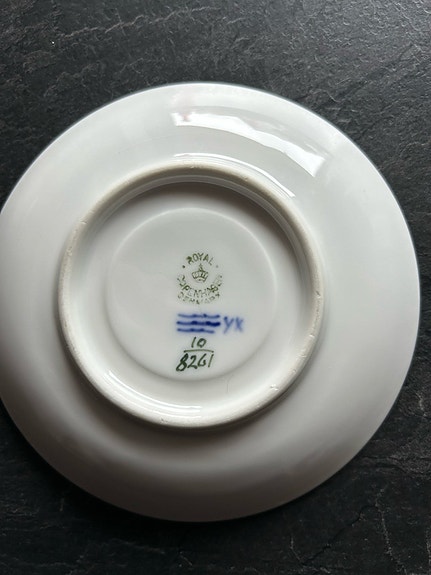 ROYAL
COPENHAGEN
DENMARK
YK
10
8261